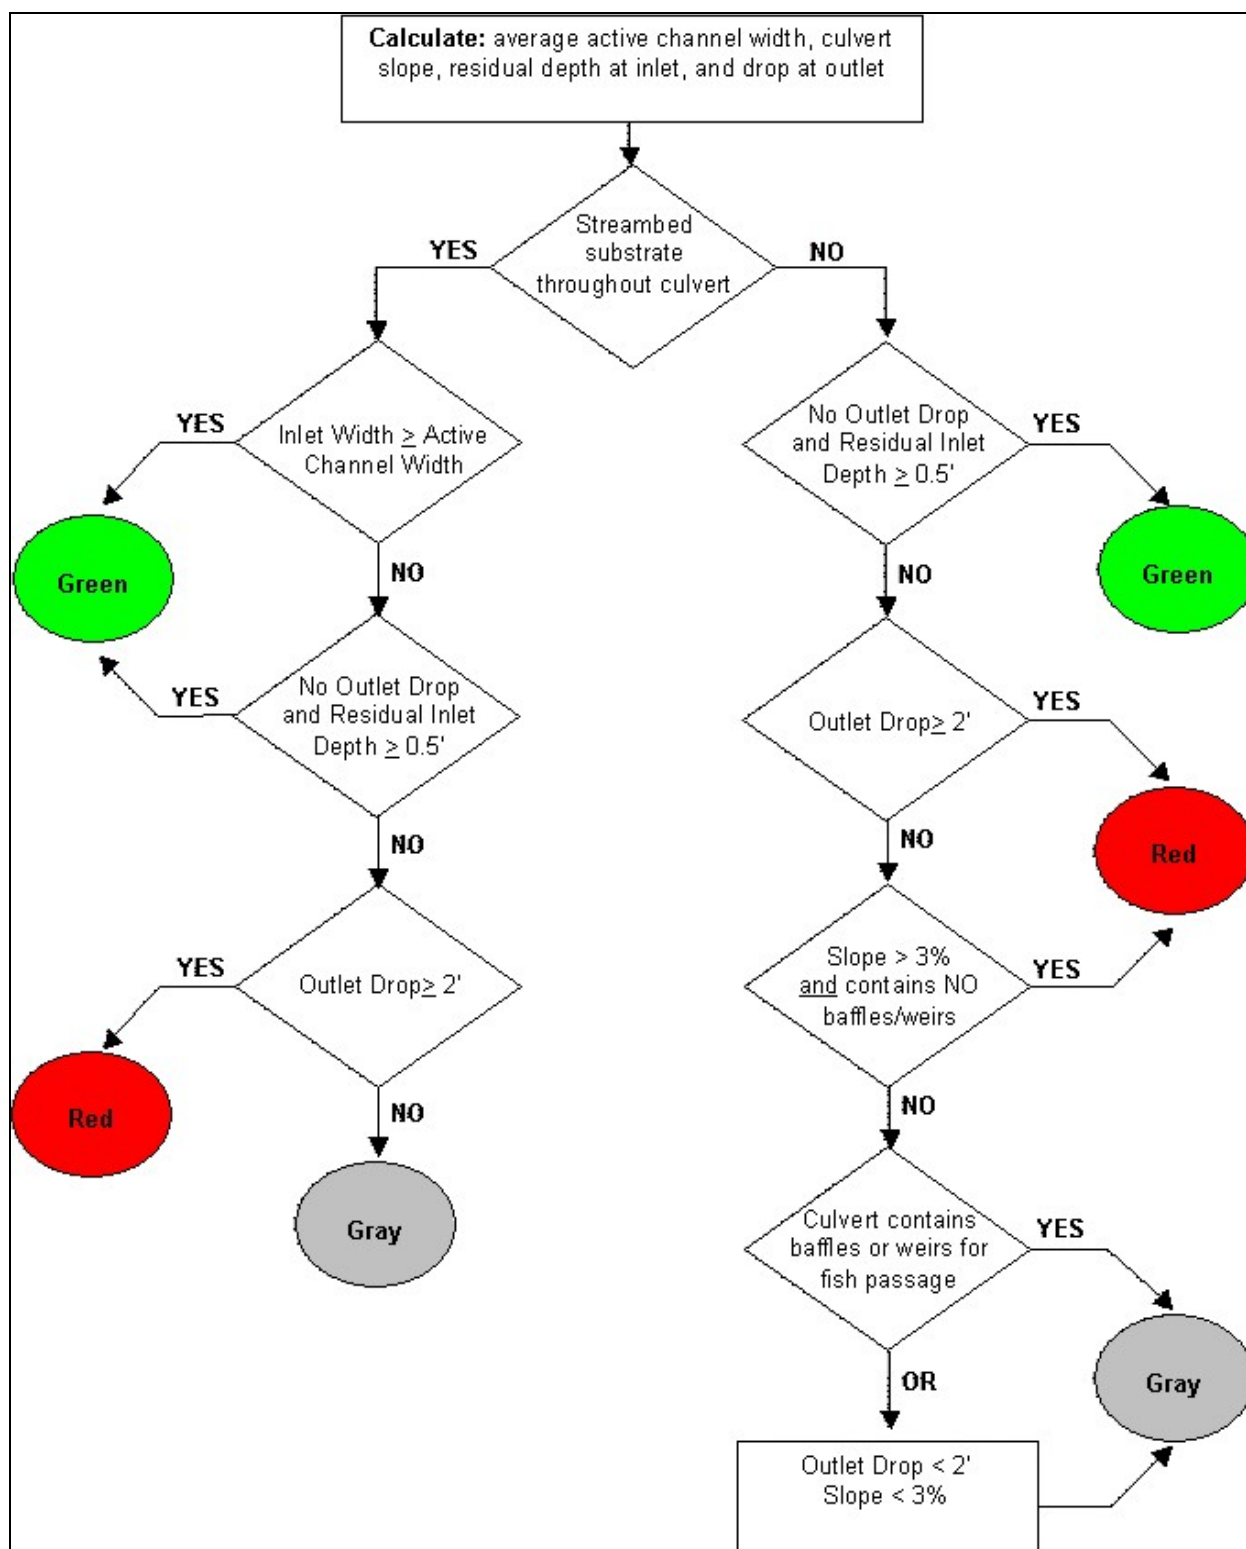 Calculate: average active channel width, culvert
slope, residual depth at inlet, and drop at outlet
Streambed
substrate
throughout culvert
YES
NO
Inlet Width ≥ Active
Channel Width
YES
NO
Green
No Outlet Drop
and Residual Inlet
Depth ≥ 0.5'
YES
NO
Outlet Drop≥ 2'
YES
NO
Red
Gray
No Outlet Drop
and Residual Inlet
Depth ≥ 0.5'
YES
NO
Green
Outlet Drop≥ 2'
YES
NO
Red
Slope > 3%
and contains NO
baffles/weirs
YES
NO
Culvert contains
baffles or weirs for
fish passage
YES
OR
Gray
Outlet Drop < 2'
Slope < 3%